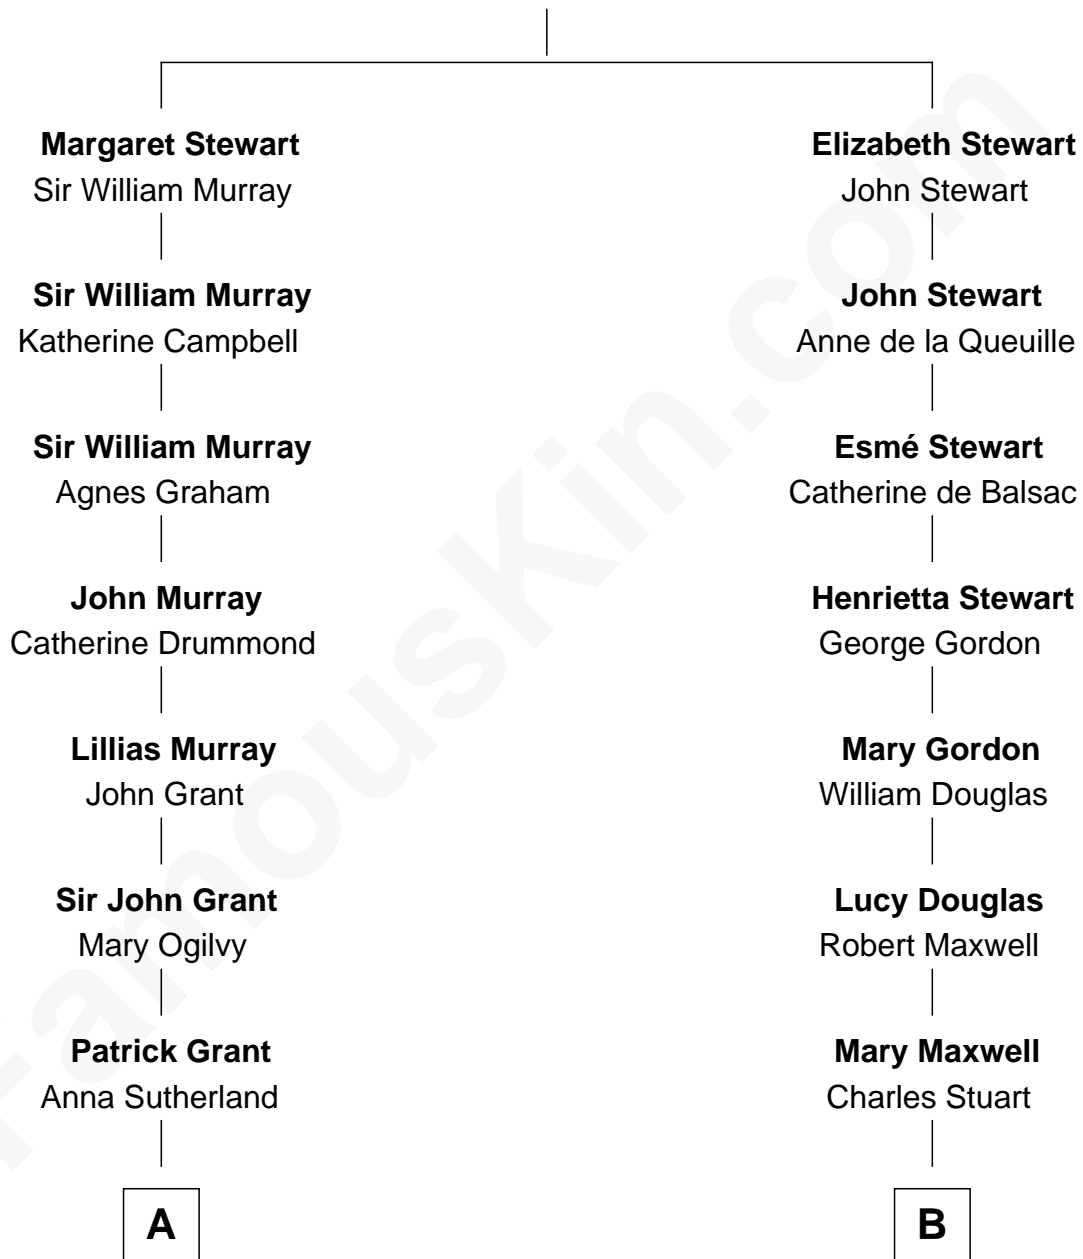 Margaret Stewart
Sir William Murray
Sir William Murray
Katherine Campbell
Sir William Murray
Agnes Graham
John Murray
Catherine Drummond
Lillias Murray
John Grant
Sir John Grant
Mary Ogilvy
Patrick Grant
Anna Sutherland
A
Elizabeth Stewart
John Stewart
John Stewart
Anne de la Queuille
Esmé Stewart
Catherine de Balsac
Henrietta Stewart
George Gordon
Mary Gordon
William Douglas
Lucy Douglas
Robert Maxwell
Mary Maxwell
Charles Stuart
B
FamousKin.com